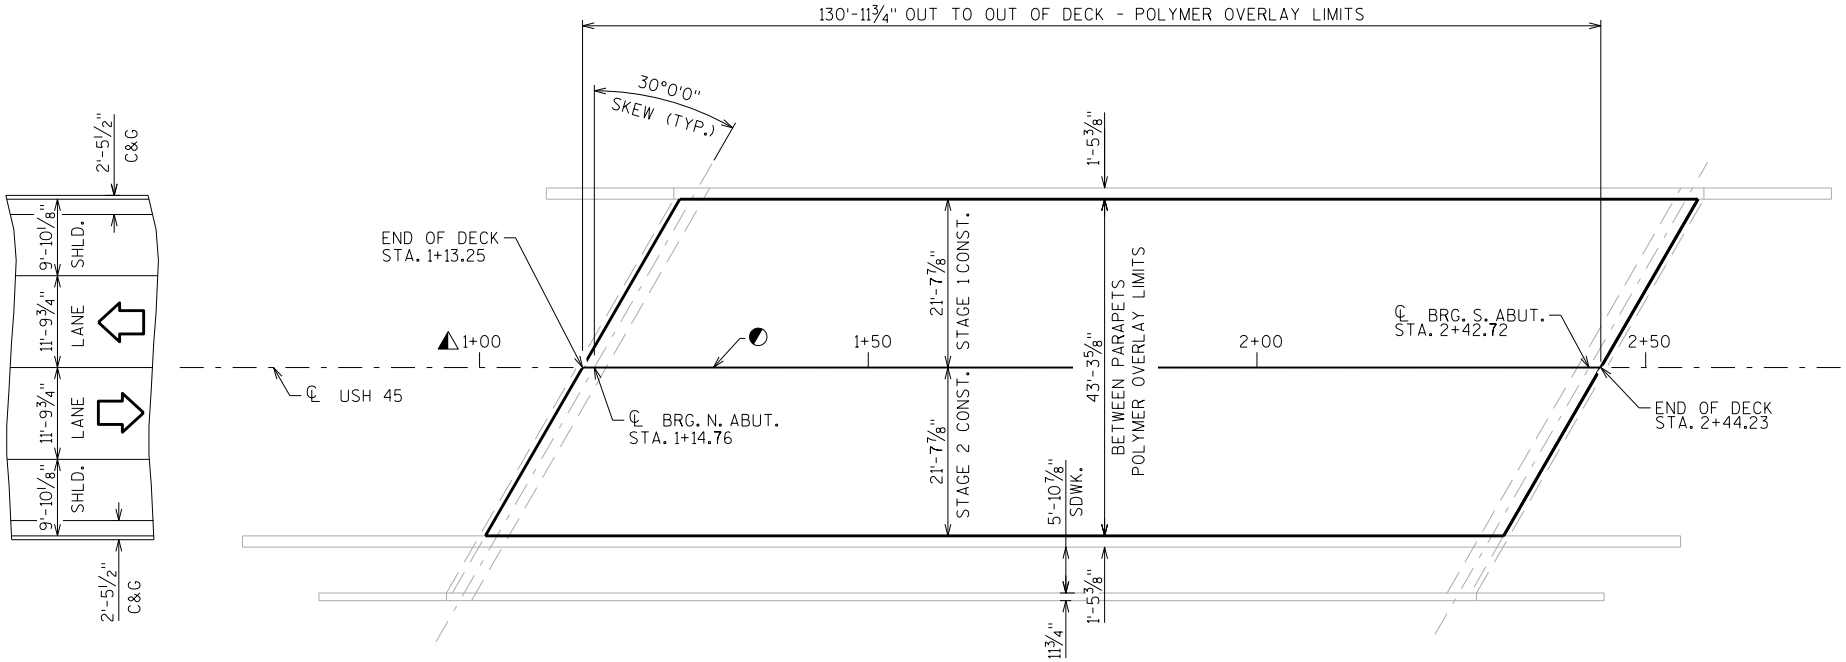 130'-11¾" OUT TO OUT OF DECK - POLYMER OVERLAY LIMITS
30°0'0"
SKEW (TYP.)
2'-5½"
C&G
9'-10⅛"
SHLD.
11'-9¾"
LANE
11'-9¾"
LANE
9'-10⅛"
SHLD.
2'-5½"
C&G
END OF DECK
STA. 1+13.25
1+00
℄ USH 45
℄ BRG. N. ABUT.
STA. 1+14.76
1+50
21'-7⅞"
STAGE 1 CONST.
21'-7⅞"
STAGE 2 CONST.
1'-5⅜"
43'-3⅝"
BETWEEN PARAPETS
POLYMER OVERLAY LIMITS
5'-10⅞"
SDWK.
1'-5⅜"
11¾"
2+00
℄ BRG. S. ABUT.
STA. 2+42.72
2+50
END OF DECK
STA. 2+44.23